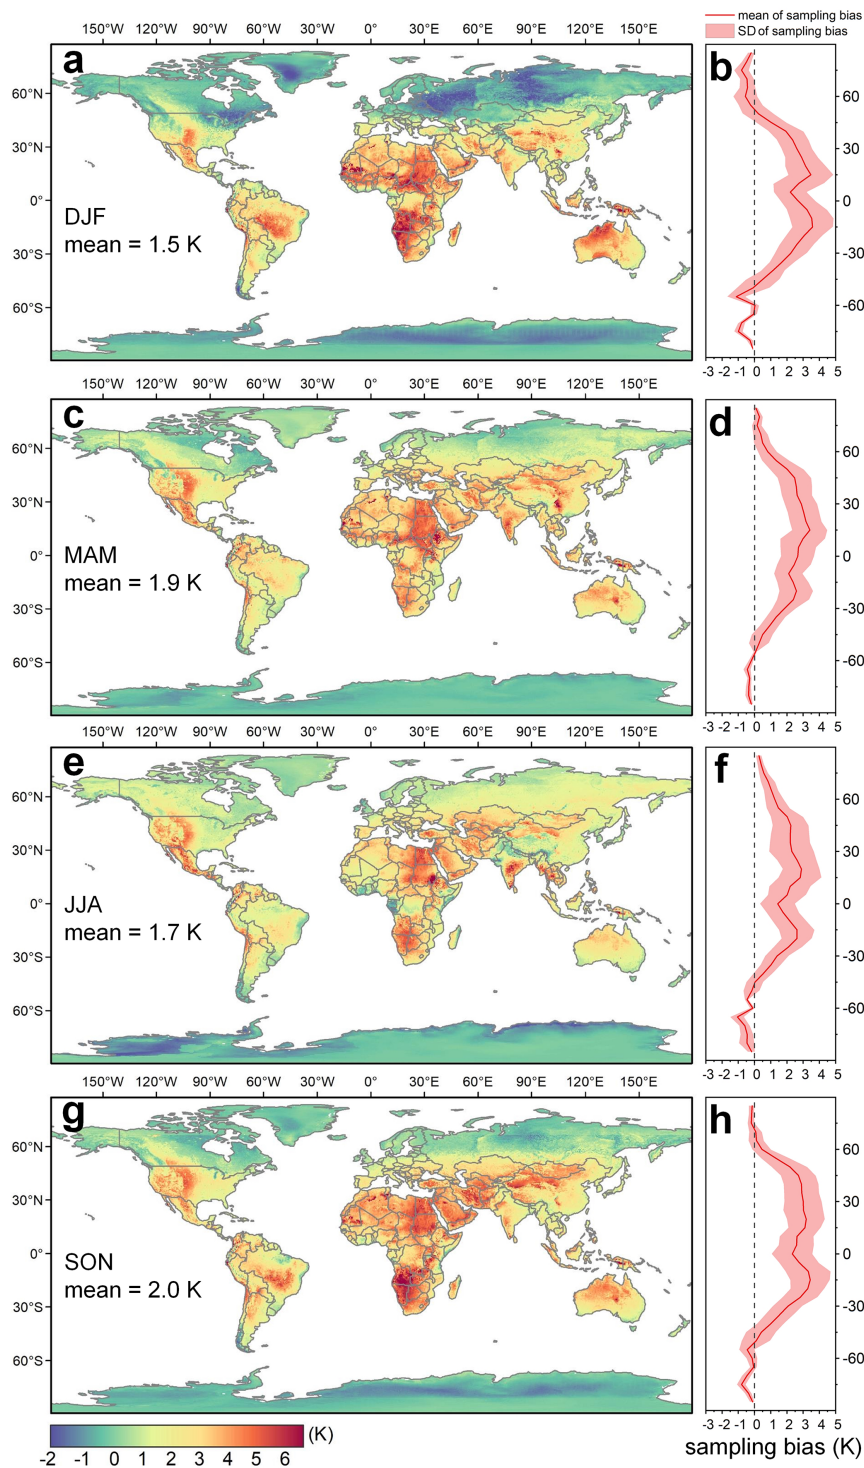 mean of sampling bias
SD of sampling bias
150°W 120°W 90°W 60°W 30°W 0° 30°E 60°E 90°E 120°E 150°E
a
b
60°N
30°N
0°
30°S
60°S
DJF
mean = 1.5 K
60
30
0
-30
-60
-3 -2 -1 0 1 2 3 4 5
150°W 120°W 90°W 60°W 30°W 0° 30°E 60°E 90°E 120°E 150°E
c
d
60°N
30°N
0°
30°S
60°S
MAM
mean = 1.9 K
60
30
0
-30
-60
-3 -2 -1 0 1 2 3 4 5
150°W 120°W 90°W 60°W 30°W 0° 30°E 60°E 90°E 120°E 150°E
e
f
60°N
30°N
0°
30°S
60°S
JJA
mean = 1.7 K
60
30
0
-30
-60
-3 -2 -1 0 1 2 3 4 5
150°W 120°W 90°W 60°W 30°W 0° 30°E 60°E 90°E 120°E 150°E
g
h
60°N
30°N
0°
30°S
60°S
SON
mean = 2.0 K
60
30
0
-30
-60
-3 -2 -1 0 1 2 3 4 5
(K)
-2 -1 0 1 2 3 4 5 6
sampling bias (K)